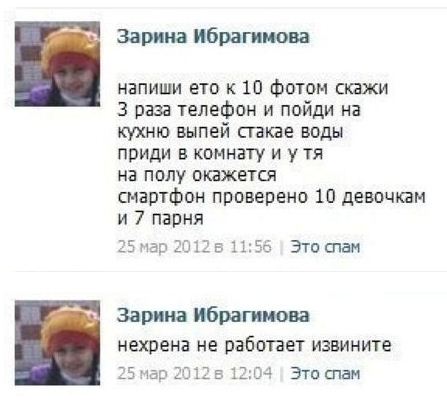 Зарина Ибрагимова
напиши ето к 10 фотом скажи
3 раза телефон и пойди на
кухню выпей стакае воды
приди в комнату и у тя
на полу окажется
смартфон проверено 10 девочкам
и 7 парня
25 мар 2012 в 11:56 | Это спам
Зарина Ибрагимова
нехрена не работает извините
25 мар 2012 в 12:04 | Это спам